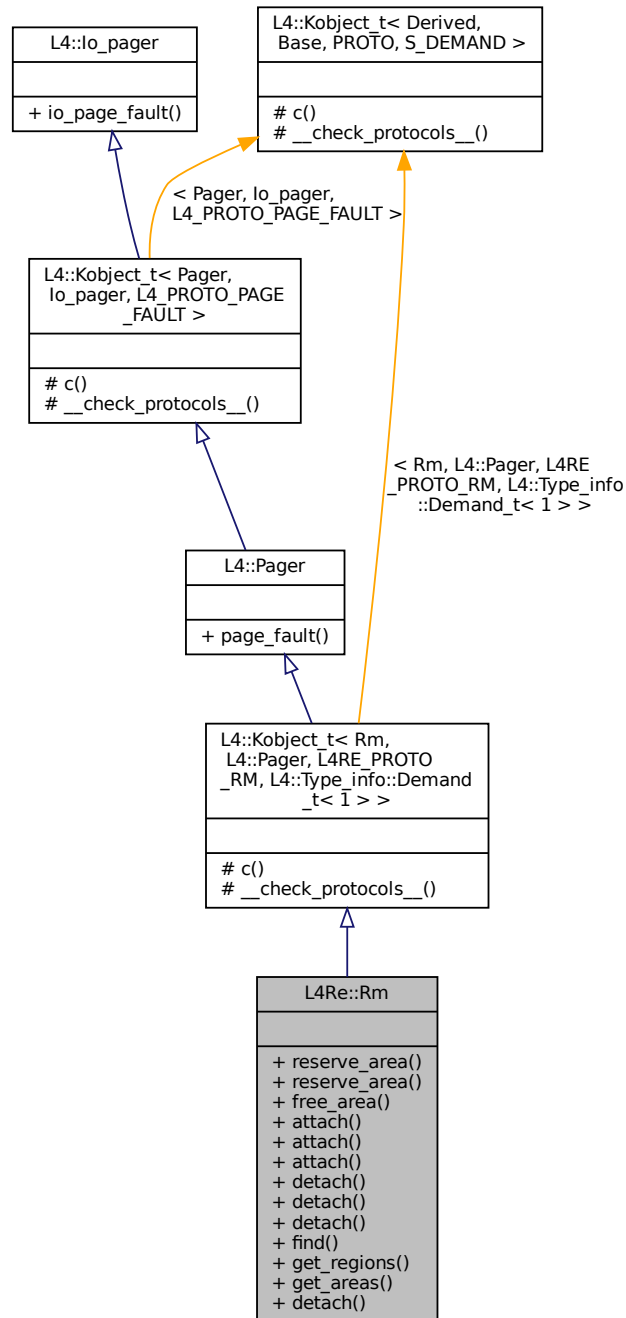 L4::Io_pager
+ io_page_fault()
L4::Kobject_t< Derived,
Base, PROTO, S_DEMAND >
# c()
# __check_protocols__()
< Pager, Io_pager,
L4_PROTO_PAGE_FAULT >
L4::Kobject_t< Pager,
Io_pager, L4_PROTO_PAGE
_FAULT >
# c()
# __check_protocols__()
< Rm, L4::Pager, L4RE
_PROTO_RM, L4::Type_info
::Demand_t< 1 > >
L4::Pager
+ page_fault()
L4::Kobject_t< Rm,
L4::Pager, L4RE_PROTO
_RM, L4::Type_info::Demand
_t< 1 > >
# c()
# __check_protocols__()
L4Re::Rm
+ reserve_area()
+ reserve_area()
+ free_area()
+ attach()
+ attach()
+ attach()
+ detach()
+ detach()
+ detach()
+ find()
+ get_regions()
+ get_areas()
+ detach()